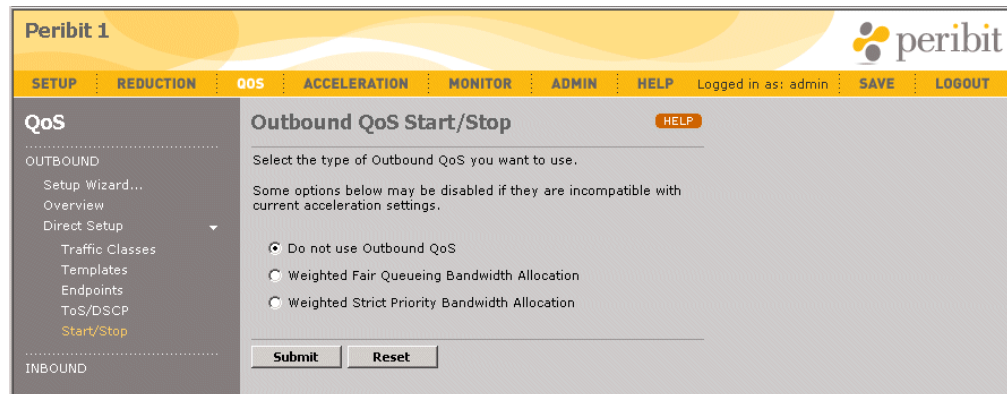 Peribit 1
peribit
SETUP REDUCTION QOS ACCELERATION MONITOR ADMIN HELP Logged in as: admin SAVE LOGOUT
QoS
OUTBOUND
Setup Wizard...
Overview
Direct Setup
Traffic Classes
Templates
Endpoints
ToS/DSCP
Start/Stop
INBOUND
Outbound QoS Start/Stop
HELP
Select the type of Outbound QoS you want to use.
Some options below may be disabled if they are incompatible with
current acceleration settings.
Do not use Outbound QoS
Weighted Fair Queueing Bandwidth Allocation
Weighted Strict Priority Bandwidth Allocation
Submit Reset